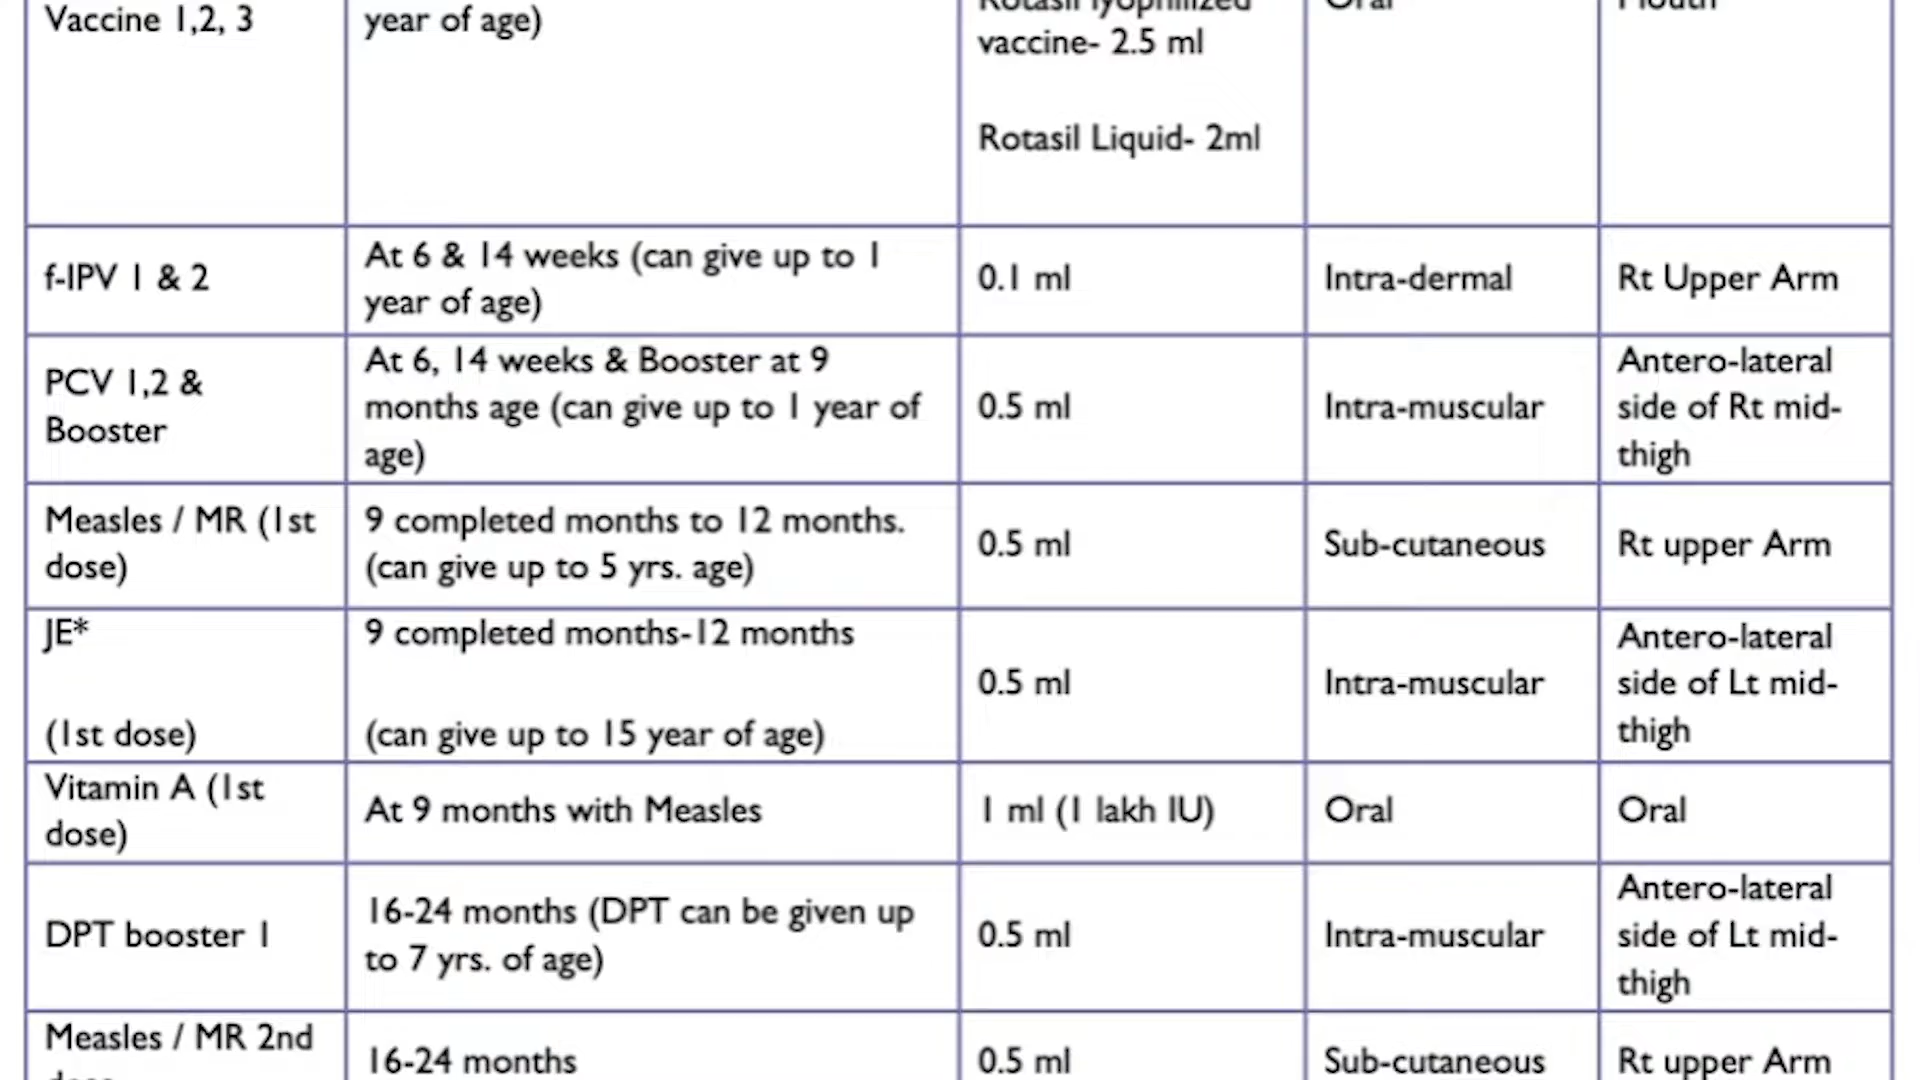 Vaccine 1,2, 3
year of age)
Rotasil lyophilized
vaccine- 2.5 ml
Rotasil Liquid- 2ml
Oral
Mouth
f-IPV 1 & 2
At 6 & 14 weeks (can give up to 1
year of age)
0.1 ml
Intra-dermal
Rt Upper Arm
PCV 1,2 &
Booster
At 6, 14 weeks & Booster at 9
months age (can give up to 1 year of
age)
0.5 ml
Intra-muscular
Antero-lateral
side of Rt mid-
thigh
Measles / MR (1st
dose)
9 completed months to 12 months.
(can give up to 5 yrs. age)
0.5 ml
Sub-cutaneous
Rt upper Arm
JE*
(1st dose)
9 completed months-12 months
(can give up to 15 year of age)
0.5 ml
Intra-muscular
Antero-lateral
side of Lt mid-
thigh
Vitamin A (1st
dose)
At 9 months with Measles
1 ml (1 lakh IU)
Oral
Oral
DPT booster 1
16-24 months (DPT can be given up
to 7 yrs. of age)
0.5 ml
Intra-muscular
Antero-lateral
side of Lt mid-
thigh
Measles / MR 2nd
16-24 months
0.5 ml
Sub-cutaneous
Rt upper Arm